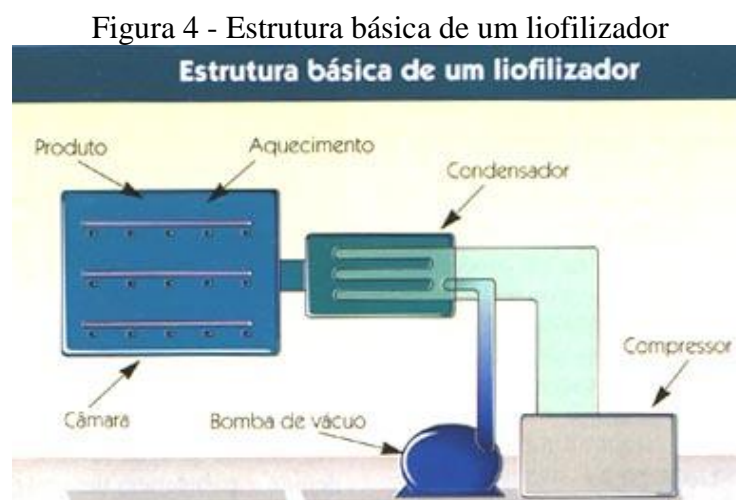 Figura 4 - Estrutura básica de um liofilizador
Estrutura básica de um liofilizador
Produto
Aquecimento
Condensador
Compressor
Câmara
Bomba de vácuo